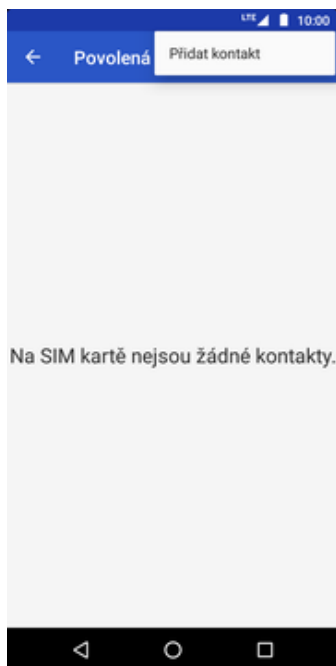 LTE 10:00
Povolená
Přidat kontakt
Na SIM kartě nejsou žádné kontakty.